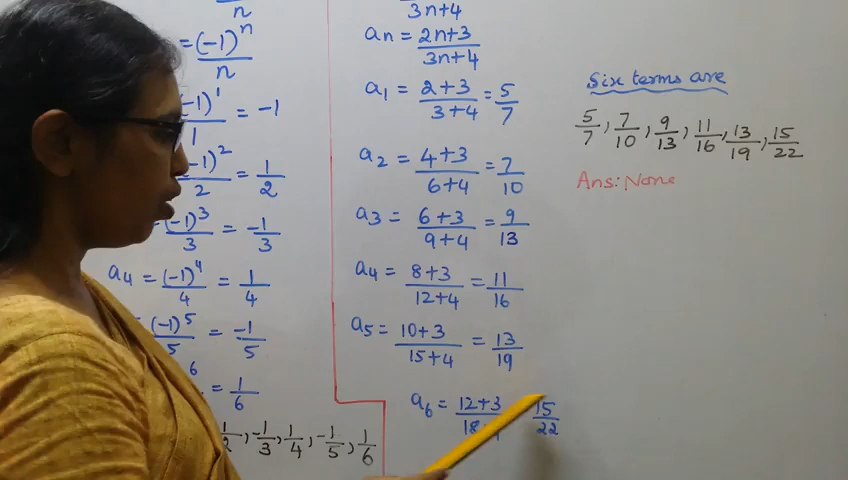 n
= (-1)^n / n
(-1)^1 / 1 = -1
(-1)^2 / 2 = 1/2
(-1)^3 / 3 = -1/3
a4 = (-1)^4 / 4 = 1/4
(-1)^5 / 5 = -1/5
6 = 1/6
1/2, -1/3, 1/4, -1/5, 1/6
3n+4
an = 2n+3 / 3n+4
a1 = 2+3 / 3+4 = 5/7
a2 = 4+3 / 6+4 = 7/10
a3 = 6+3 / 9+4 = 9/13
a4 = 8+3 / 12+4 = 11/16
a5 = 10+3 / 15+4 = 13/19
a6 = 12+3 / 18+4 15/22
Six terms are
5/7, 7/10, 9/13, 11/16, 13/19, 15/22
Ans: None